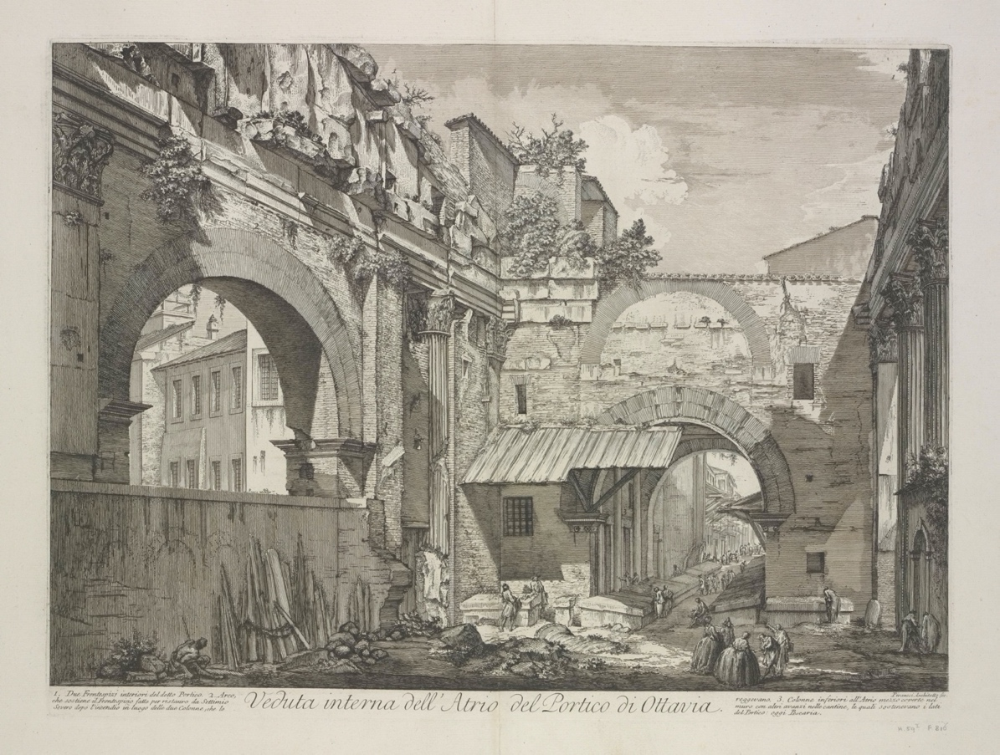 1. Due Frontespizj interiori del detto Portico. 2. Arco,
che sostiene il Frontespizio fatto per ristauro da Settimio
Severo dopo l'incendio in luogo delle due Colonne, che lo
Veduta interna dell'Atrio del Portico di Ottavia.
reggevano. 3. Colonne inferiori all'Atrio mezzo coverte nel
muro con altri avanzi nelle cantine, le quali sostenevano i lati
del Portico: oggi Pescaria.
Piranesi Architetto fec.